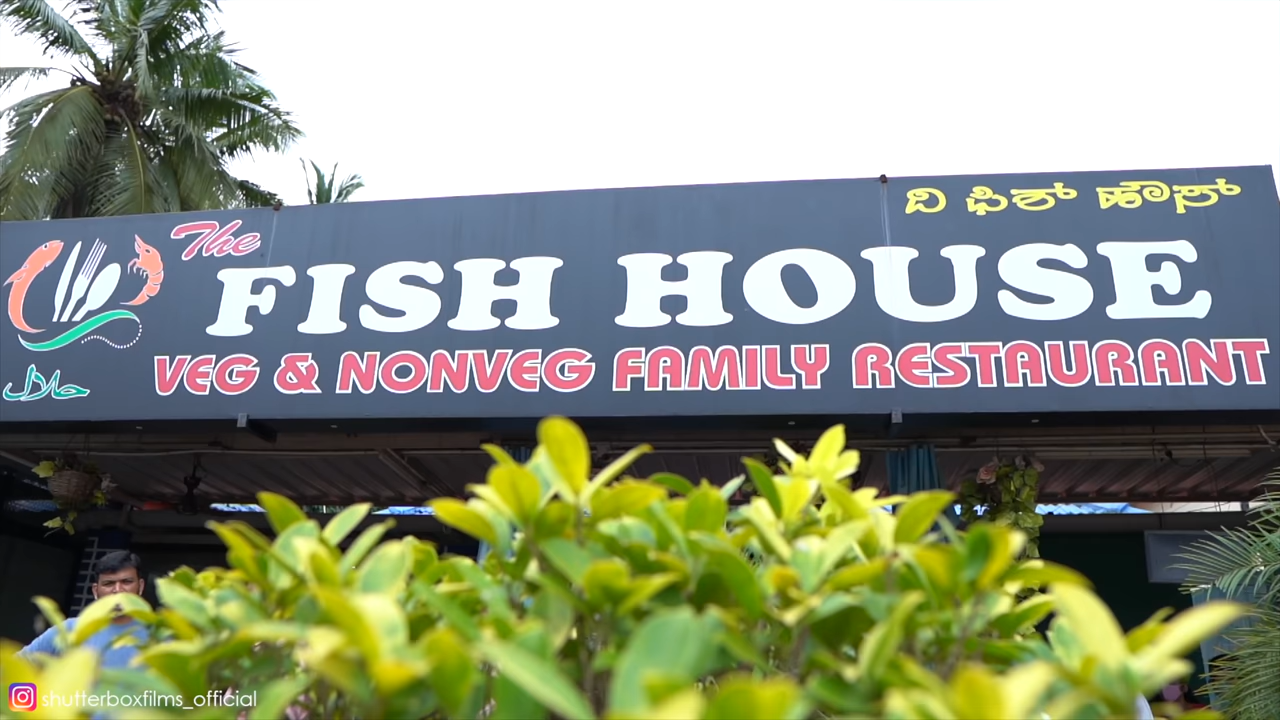 ದಿ ಫಿಶ್ ಹೌಸ್
The
FISH HOUSE
VEG & NONVEG FAMILY RESTAURANT
حلال
shutterboxfilms_official